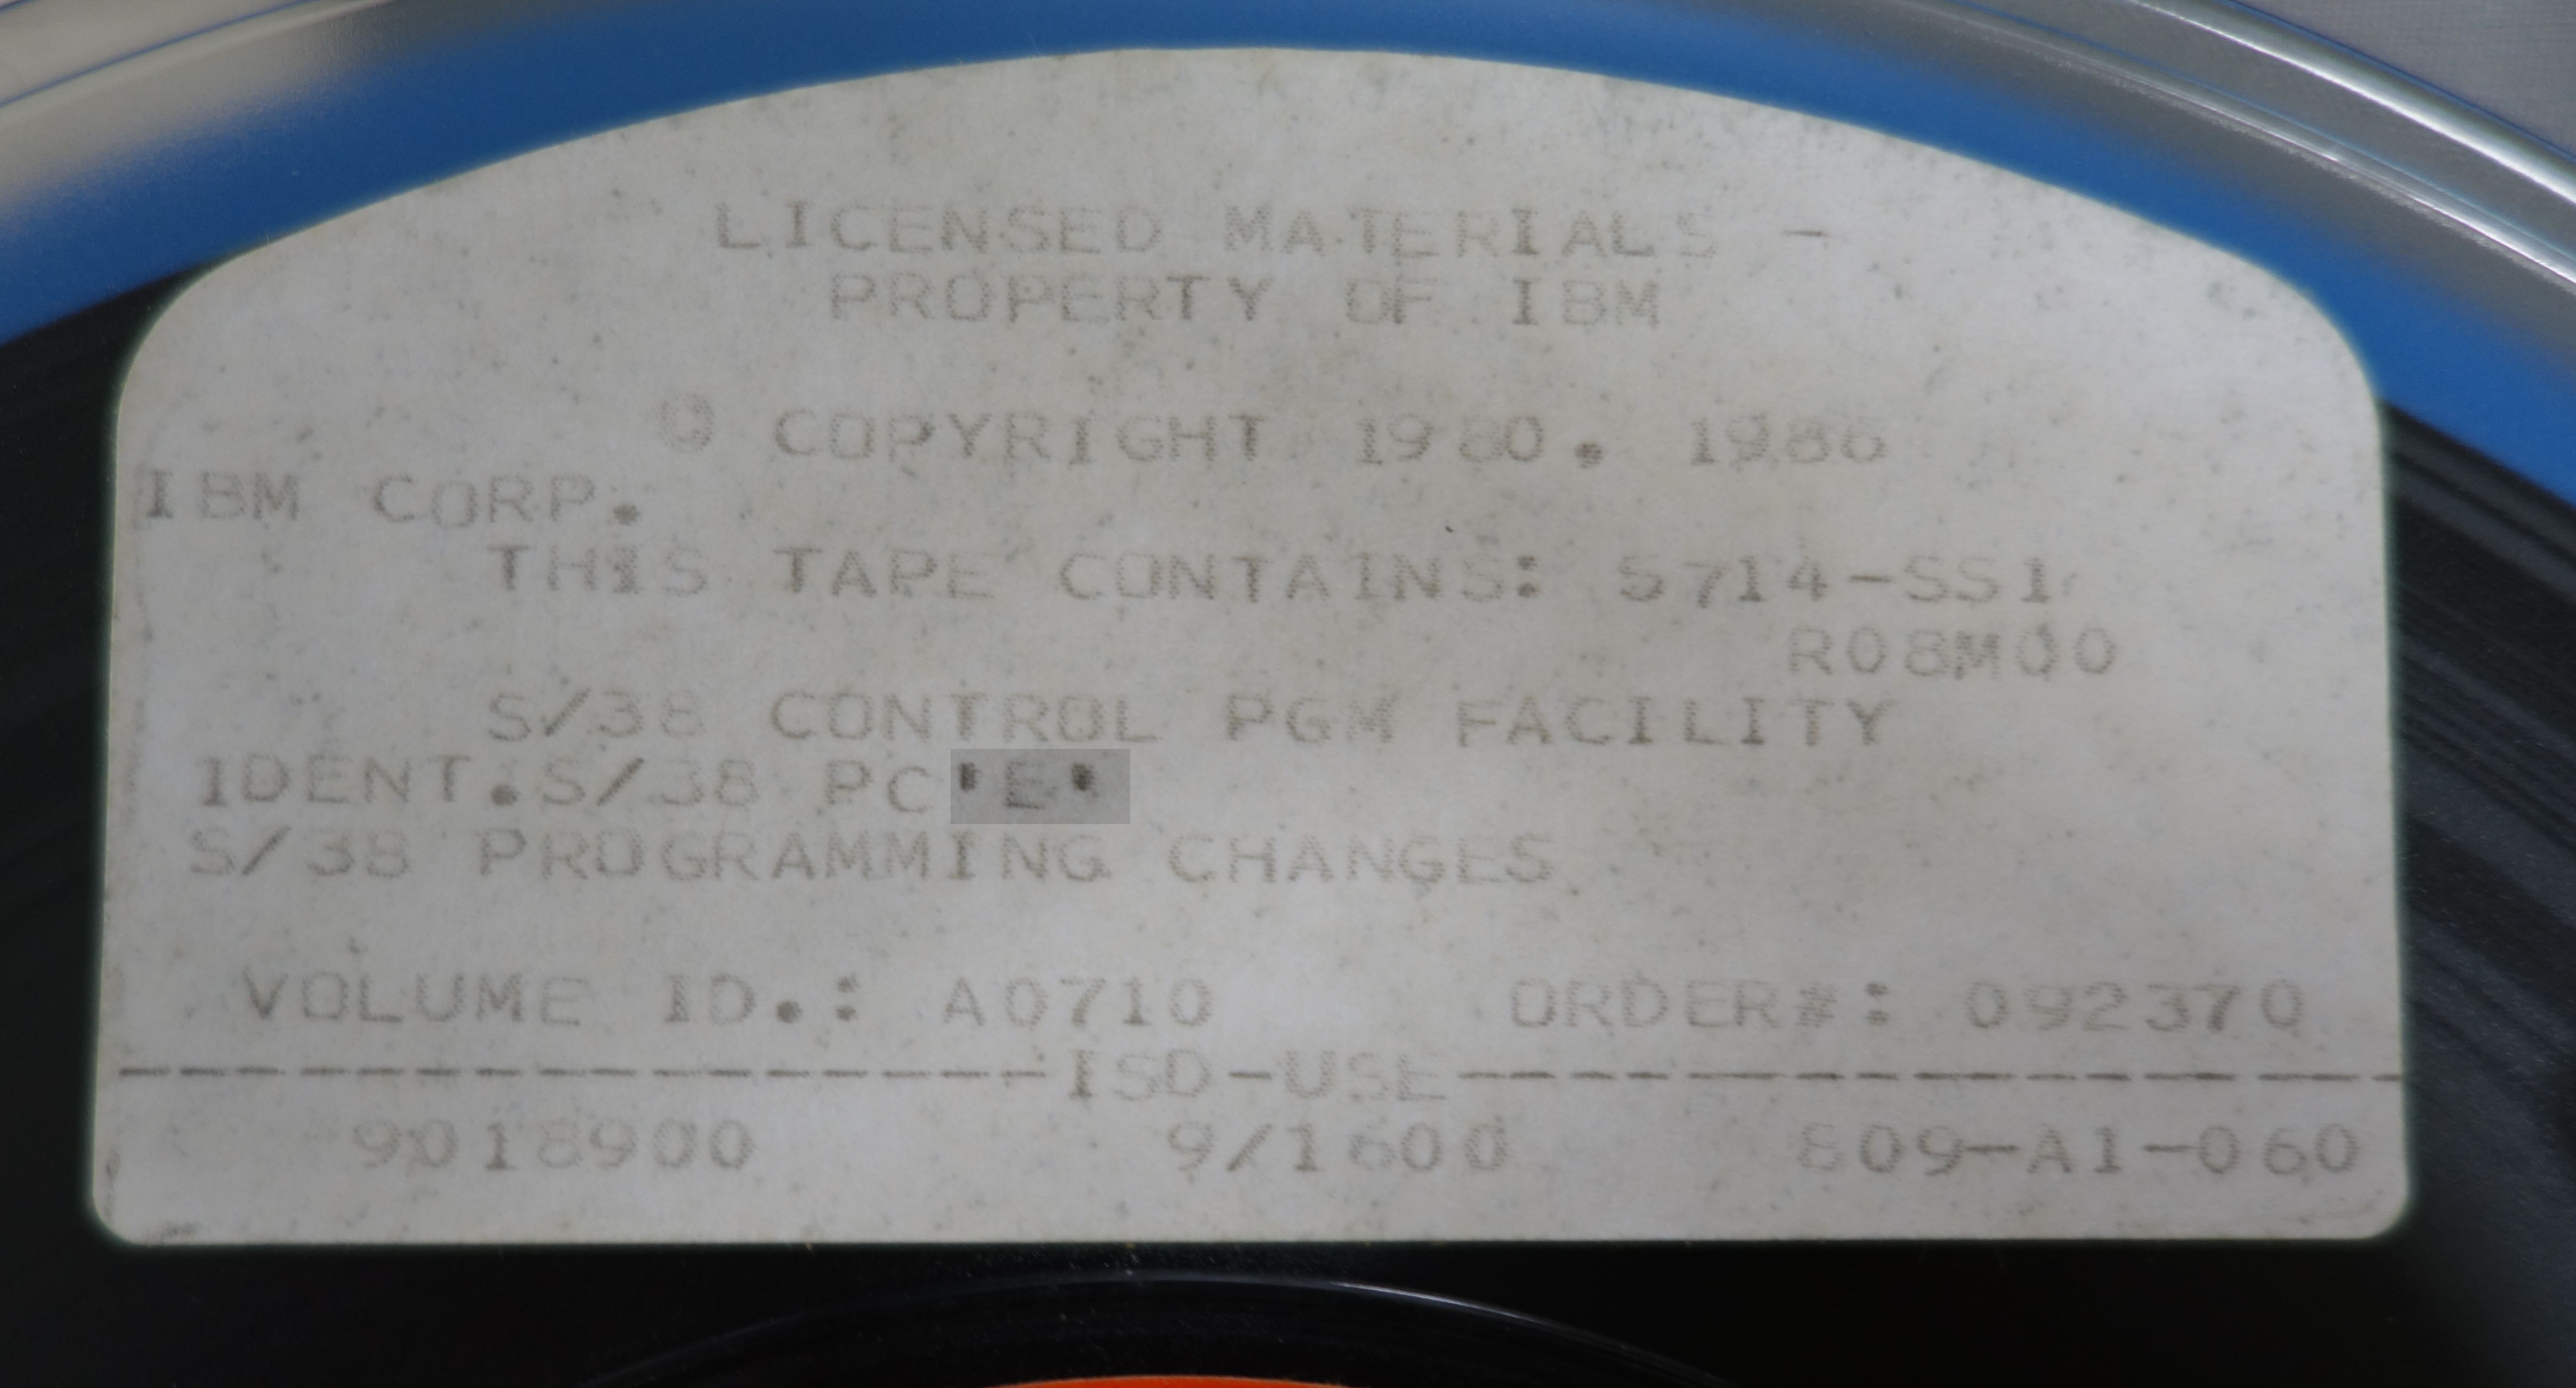 LICENSED MATERIALS -
PROPERTY OF IBM
© COPYRIGHT 1980. 1986
IBM CORP.
THIS TAPE CONTAINS: 5714-SS1
R08M00
S/38 CONTROL PGM FACILITY
IDENT.S/38 PC'E'
S/38 PROGRAMMING CHANGES
VOLUME ID.: A0710 ORDER#: 092370
-------------------ISD-USE-------------------
9018900 9/1600 809-A1-060